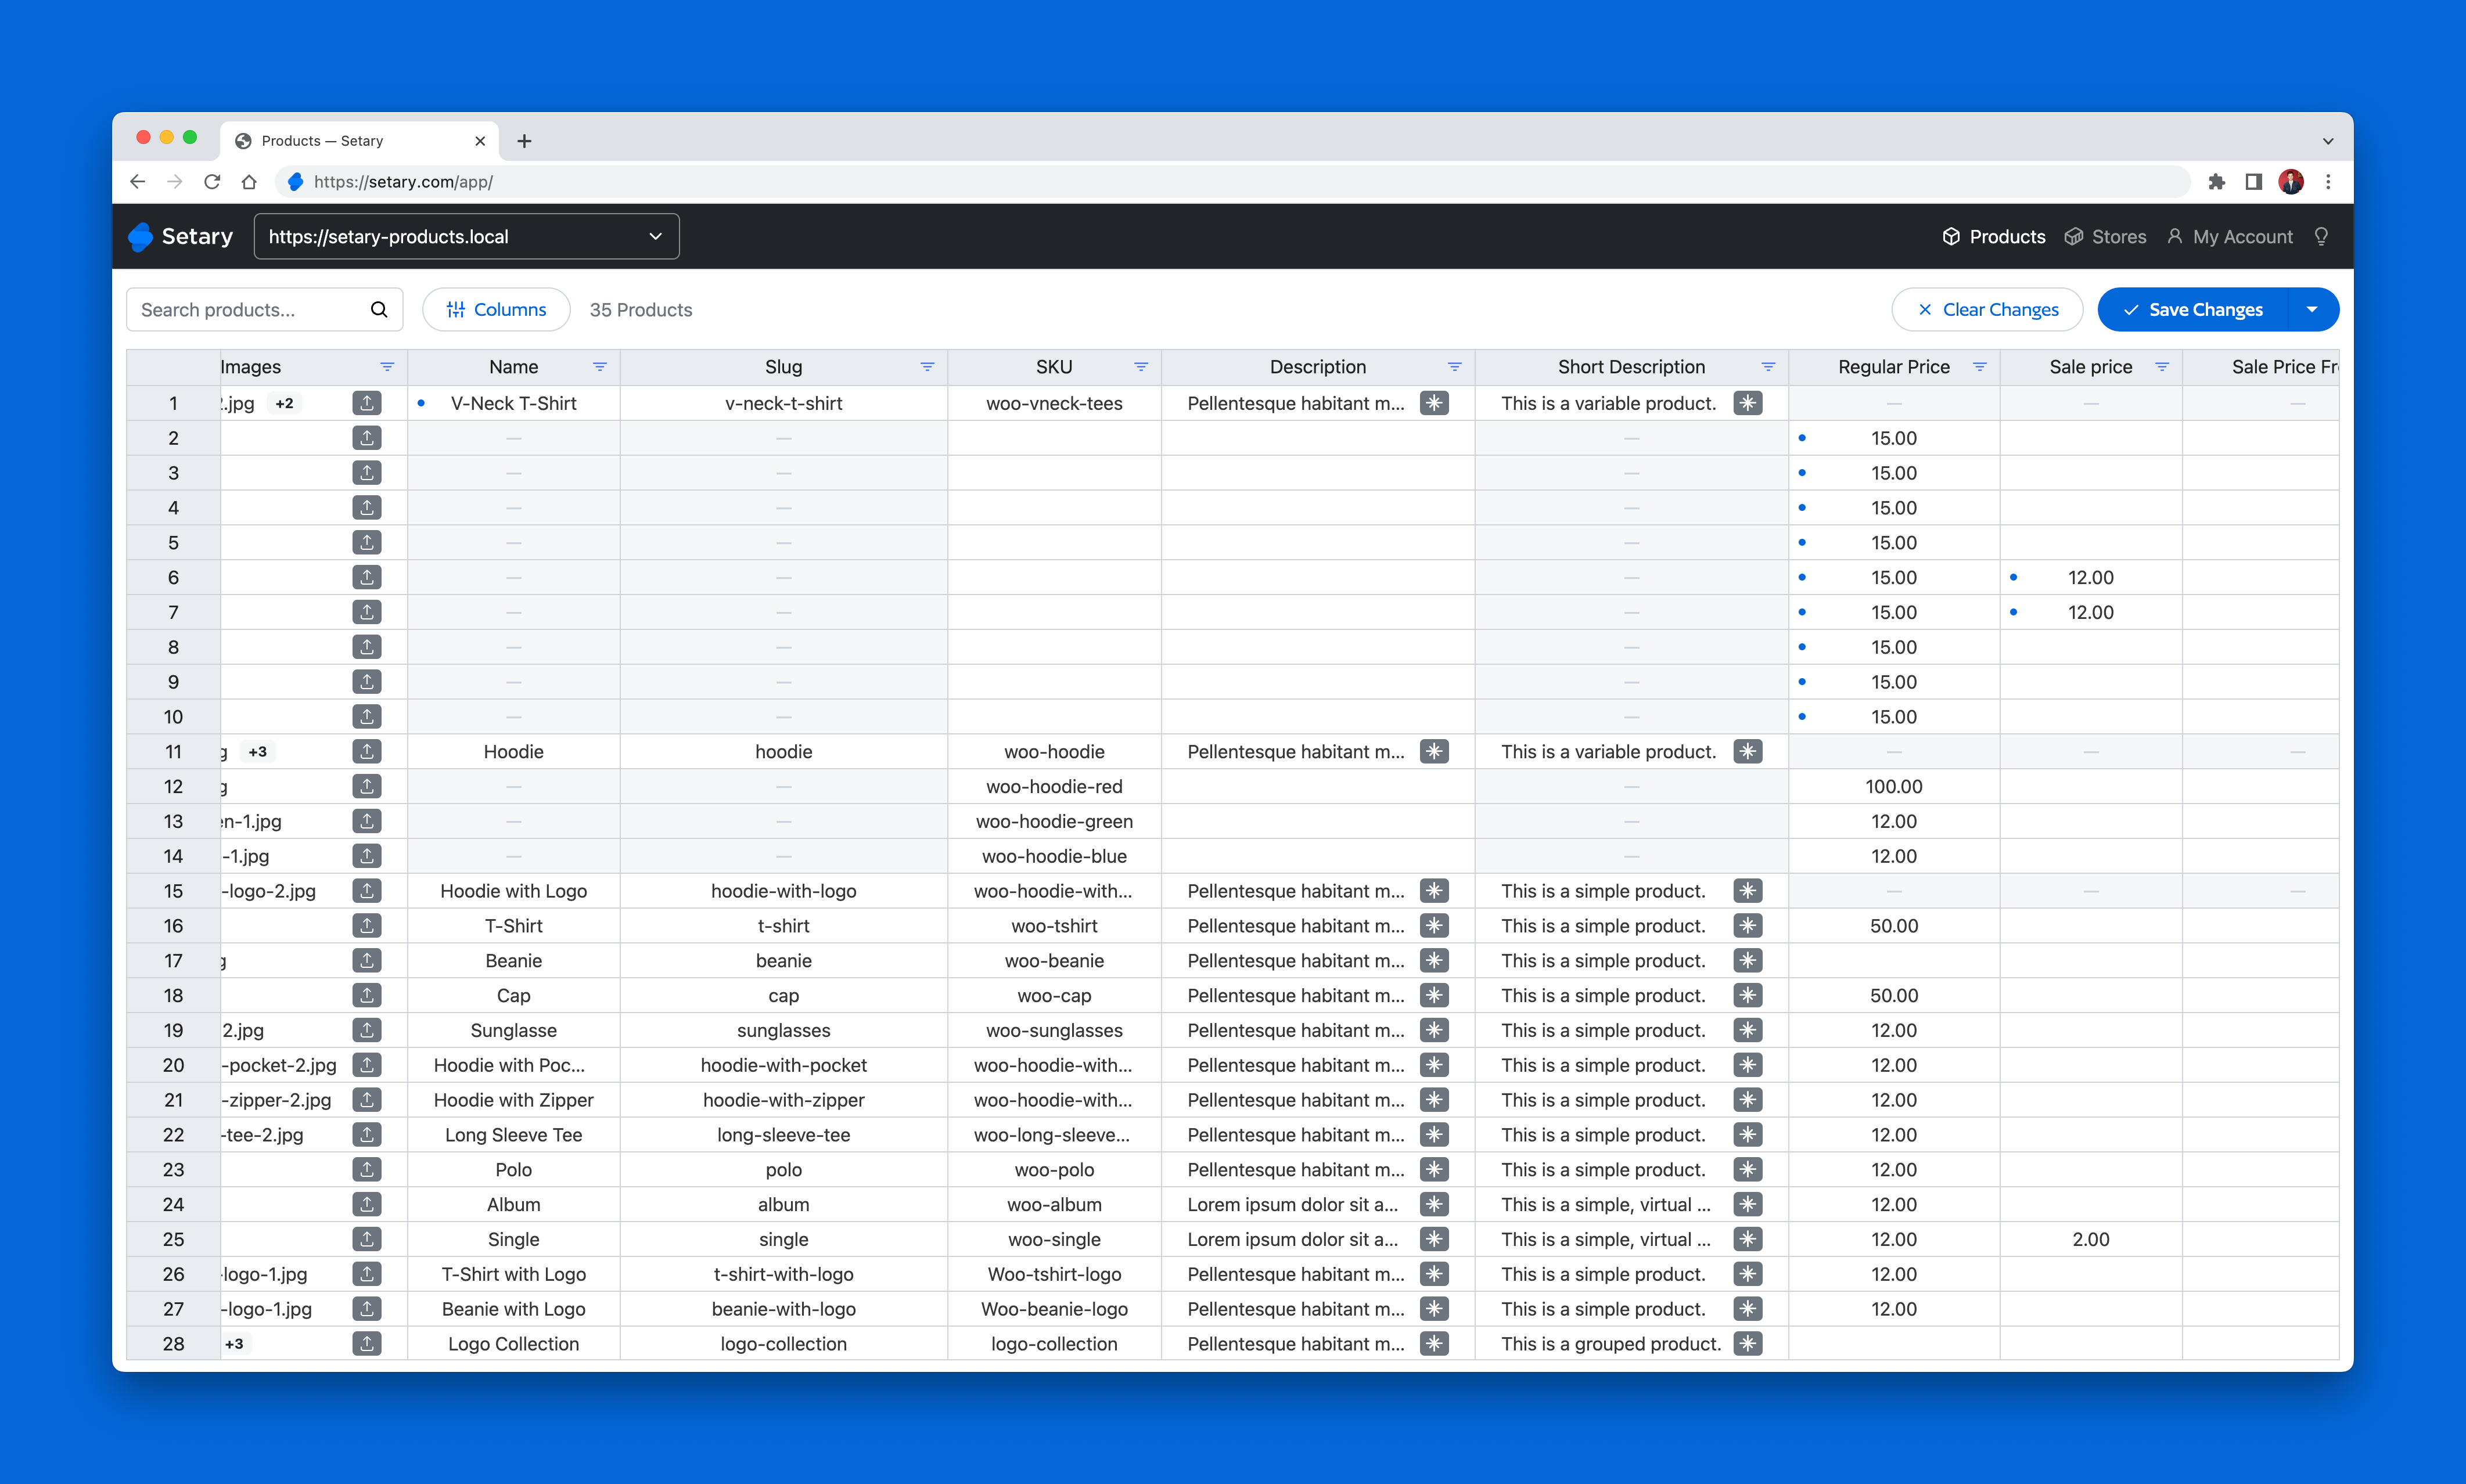 Products — Setary
https://setary.com/app/
Setary https://setary-products.local Products Stores My Account
Search products... Columns 35 Products Clear Changes Save Changes
Images Name Slug SKU Description Short Description Regular Price Sale price Sale Price Fr
1 .jpg +2 V-Neck T-Shirt v-neck-t-shirt woo-vneck-tees Pellentesque habitant m... This is a variable product. — — —
2 — — — 15.00
3 — — — 15.00
4 — — — 15.00
5 — — — 15.00
6 — — — 15.00 12.00
7 — — — 15.00 12.00
8 — — — 15.00
9 — — — 15.00
10 — — — 15.00
11 g +3 Hoodie hoodie woo-hoodie Pellentesque habitant m... This is a variable product. — — —
12 g — — woo-hoodie-red — 100.00
13 n-1.jpg — — woo-hoodie-green — 12.00
14 -1.jpg — — woo-hoodie-blue — 12.00
15 -logo-2.jpg Hoodie with Logo hoodie-with-logo woo-hoodie-with... Pellentesque habitant m... This is a simple product. — — —
16 T-Shirt t-shirt woo-tshirt Pellentesque habitant m... This is a simple product. 50.00
17 g Beanie beanie woo-beanie Pellentesque habitant m... This is a simple product.
18 Cap cap woo-cap Pellentesque habitant m... This is a simple product. 50.00
19 2.jpg Sunglasse sunglasses woo-sunglasses Pellentesque habitant m... This is a simple product. 12.00
20 -pocket-2.jpg Hoodie with Poc... hoodie-with-pocket woo-hoodie-with... Pellentesque habitant m... This is a simple product. 12.00
21 -zipper-2.jpg Hoodie with Zipper hoodie-with-zipper woo-hoodie-with... Pellentesque habitant m... This is a simple product. 12.00
22 -tee-2.jpg Long Sleeve Tee long-sleeve-tee woo-long-sleeve... Pellentesque habitant m... This is a simple product. 12.00
23 Polo polo woo-polo Pellentesque habitant m... This is a simple product. 12.00
24 Album album woo-album Lorem ipsum dolor sit a... This is a simple, virtual ... 12.00
25 Single single woo-single Lorem ipsum dolor sit a... This is a simple, virtual ... 12.00 2.00
26 -logo-1.jpg T-Shirt with Logo t-shirt-with-logo Woo-tshirt-logo Pellentesque habitant m... This is a simple product. 12.00
27 -logo-1.jpg Beanie with Logo beanie-with-logo Woo-beanie-logo Pellentesque habitant m... This is a simple product. 12.00
28 +3 Logo Collection logo-collection logo-collection Pellentesque habitant m... This is a grouped product.